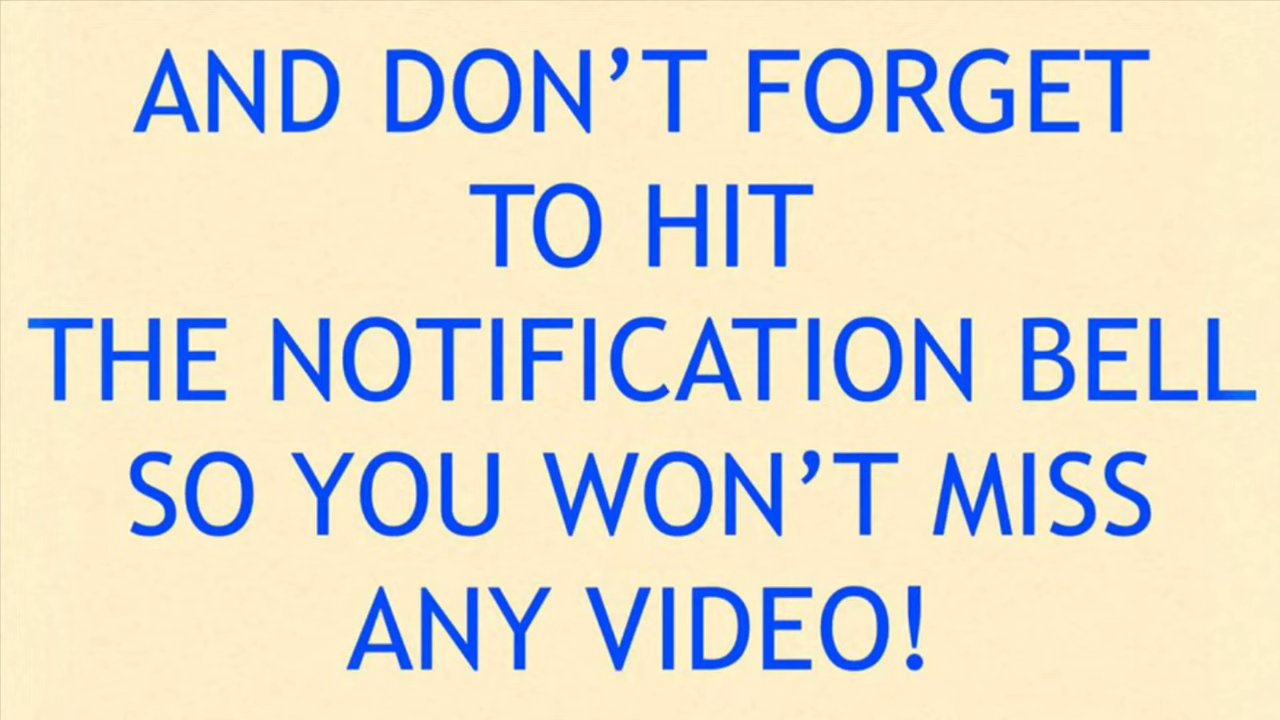 AND DON’T FORGET
TO HIT
THE NOTIFICATION BELL
SO YOU WON’T MISS
ANY VIDEO!